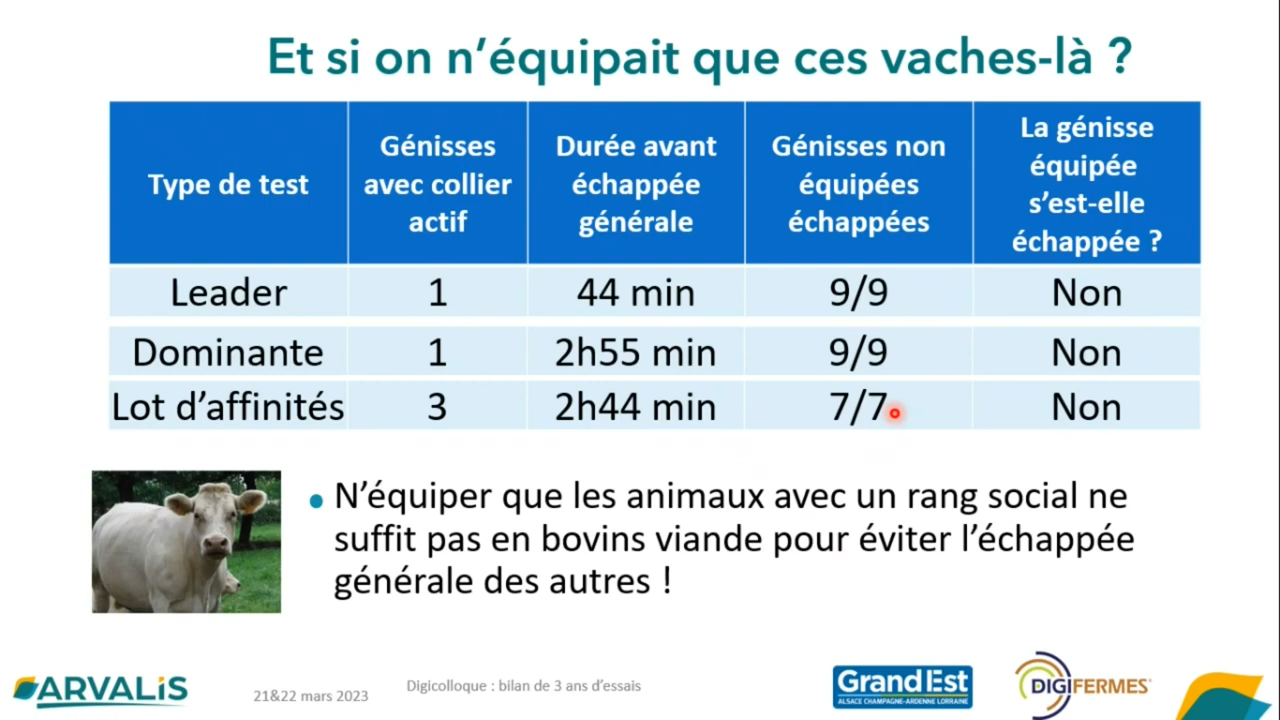 Et si on n’équipait que ces vaches-là ?
Type de test
Génisses
avec collier
actif
Durée avant
échappée
générale
Génisses non
équipées
échappées
La génisse
équipée
s’est-elle
échappée ?
Leader 1 44 min 9/9 Non
Dominante 1 2h55 min 9/9 Non
Lot d’affinités 3 2h44 min 7/7 Non
• N’équiper que les animaux avec un rang social ne
suffit pas en bovins viande pour éviter l’échappée
générale des autres !
ARVALIS
21&22 mars 2023
Digicolloque : bilan de 3 ans d’essais
Grand Est
ALSACE CHAMPAGNE-ARDENNE LORRAINE
DIGIFERMES®